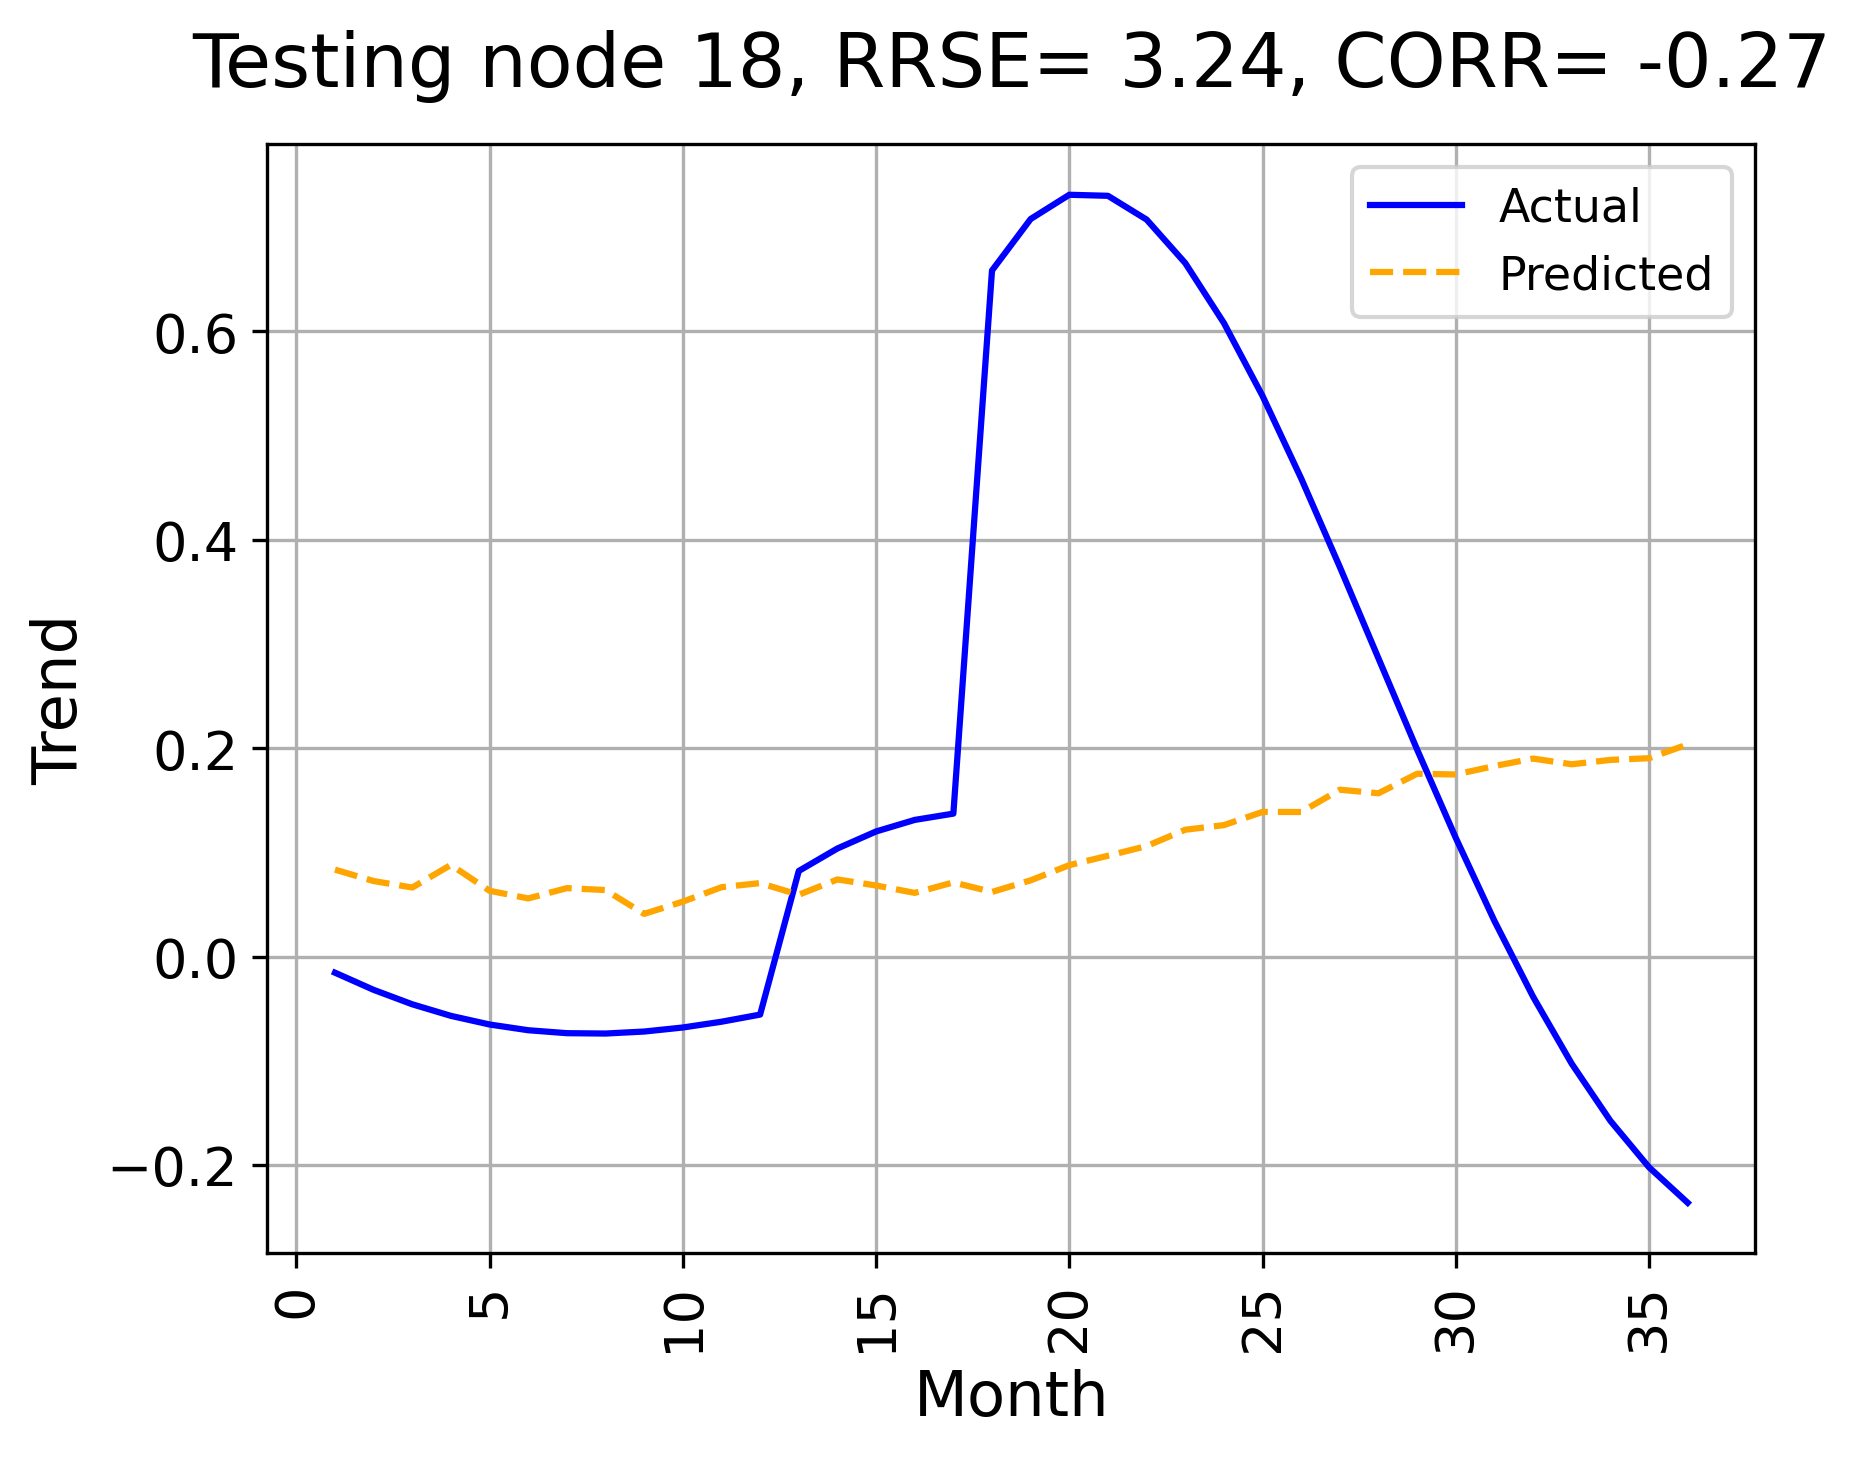 Testing node 18, RRSE= 3.24, CORR= -0.27
Actual
Predicted
Trend
0.6
0.4
0.2
0.0
−0.2
0 5 10 15 20 25 30 35
Month